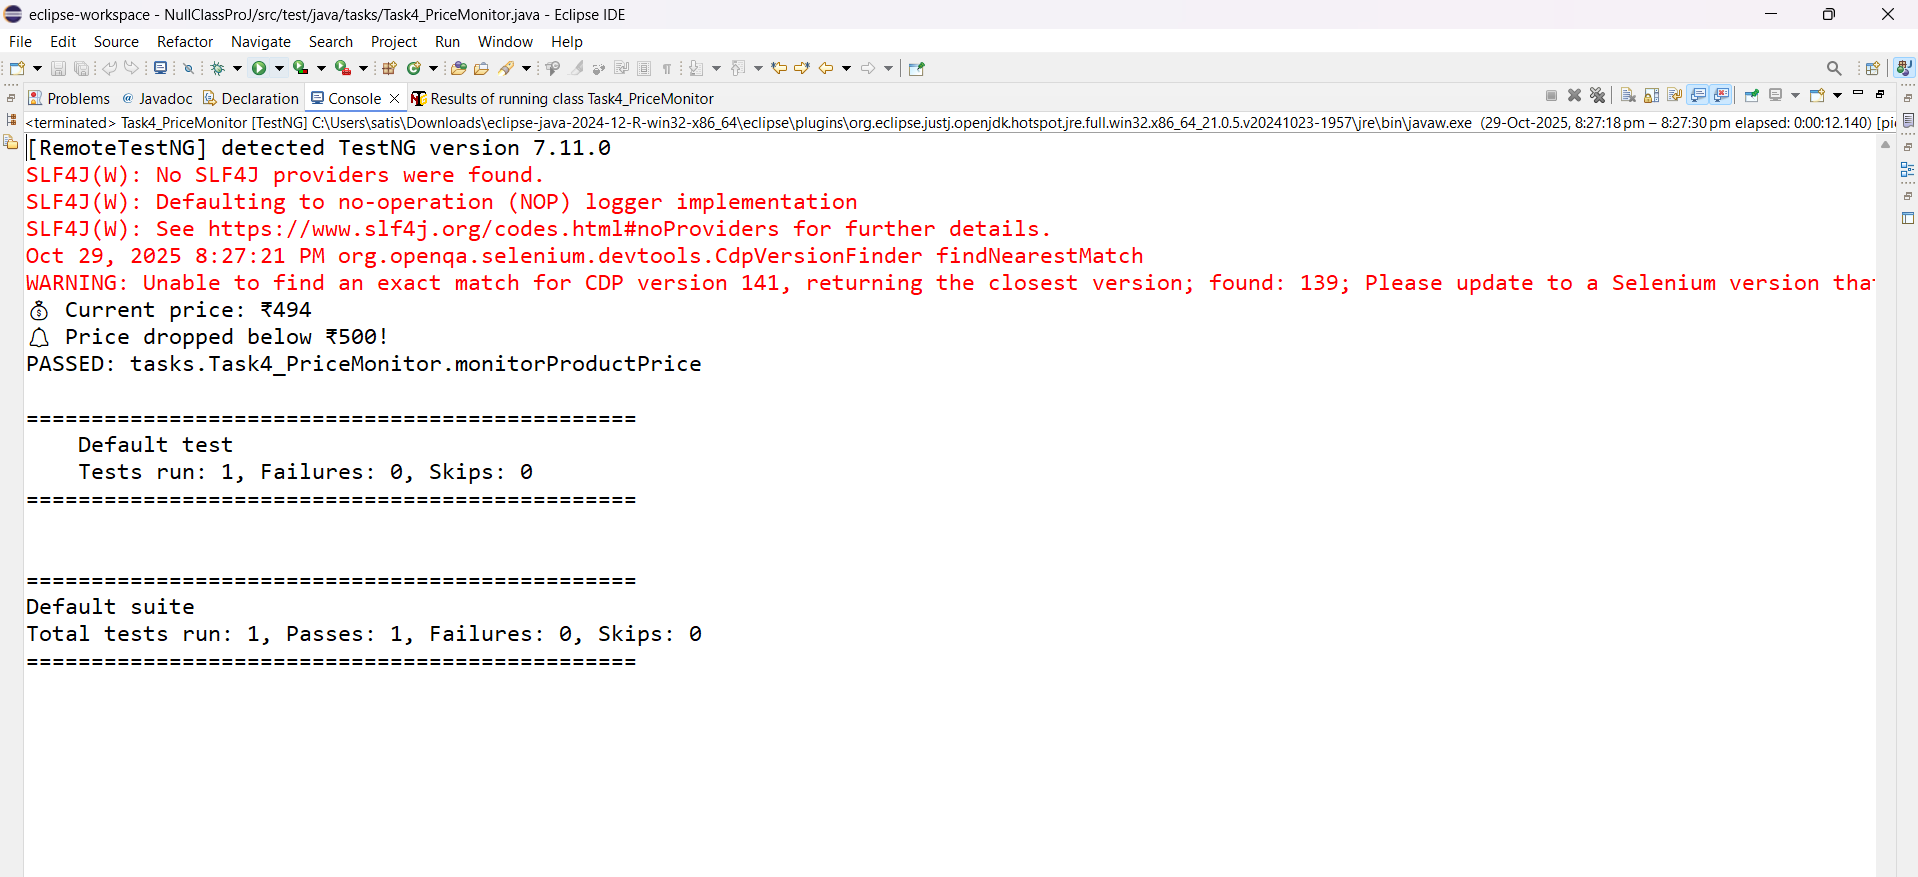 eclipse-workspace - NullClassProJ/src/test/java/tasks/Task4_PriceMonitor.java - Eclipse IDE
File Edit Source Refactor Navigate Search Project Run Window Help
Problems @ Javadoc Declaration Console Results of running class Task4_PriceMonitor
<terminated> Task4_PriceMonitor [TestNG] C:\Users\satis\Downloads\eclipse-java-2024-12-R-win32-x86_64\eclipse\plugins\org.eclipse.justj.openjdk.hotspot.jre.full.win32.x86_64_21.0.5.v20241023-1957\jre\bin\javaw.exe (29-Oct-2025, 8:27:18 pm – 8:27:30 pm elapsed: 0:00:12.140) [pi
[RemoteTestNG] detected TestNG version 7.11.0
SLF4J(W): No SLF4J providers were found.
SLF4J(W): Defaulting to no-operation (NOP) logger implementation
SLF4J(W): See https://www.slf4j.org/codes.html#noProviders for further details.
Oct 29, 2025 8:27:21 PM org.openqa.selenium.devtools.CdpVersionFinder findNearestMatch
WARNING: Unable to find an exact match for CDP version 141, returning the closest version; found: 139; Please update to a Selenium version tha
💰 Current price: ₹494
🔔 Price dropped below ₹500!
PASSED: tasks.Task4_PriceMonitor.monitorProductPrice
===============================================
Default test
Tests run: 1, Failures: 0, Skips: 0
===============================================
===============================================
Default suite
Total tests run: 1, Passes: 1, Failures: 0, Skips: 0
===============================================